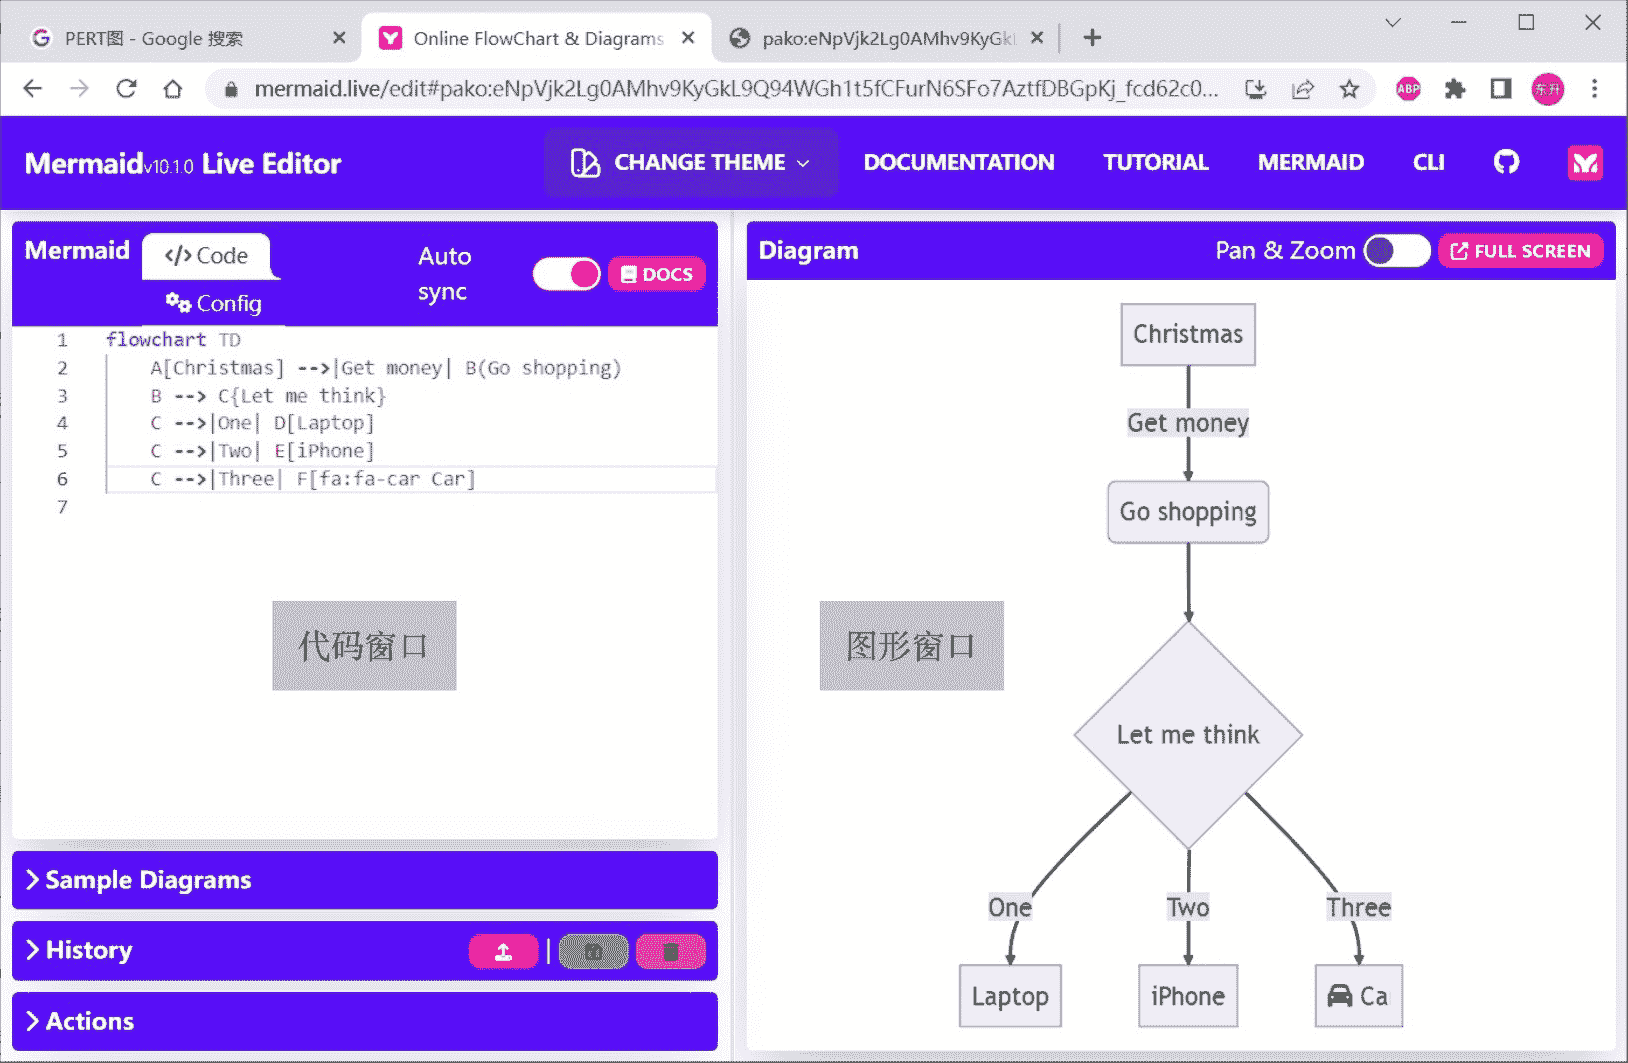 PERT图 - Google 搜索
Online FlowChart & Diagrams
pako:eNpVjk2Lg0AMhv9KyGkL
mermaid.live/edit#pako:eNpVjk2Lg0AMhv9KyGkL9Q94WGh1t5fCFurN6SFo7AztfDBGpKj_fcd62c0...
ABP
东升
Mermaidv10.1.0 Live Editor
CHANGE THEME
DOCUMENTATION
TUTORIAL
MERMAID
CLI
Mermaid
</> Code
Config
Auto
sync
DOCS
1 flowchart TD
2 A[Christmas] -->|Get money| B(Go shopping)
3 B --> C{Let me think}
4 C -->|One| D[Laptop]
5 C -->|Two| E[iPhone]
6 C -->|Three| F[fa:fa-car Car]
7
代码窗口
Sample Diagrams
History
Actions
Diagram
Pan & Zoom
FULL SCREEN
Christmas
Get money
Go shopping
图形窗口
Let me think
One
Two
Three
Laptop
iPhone
Ca